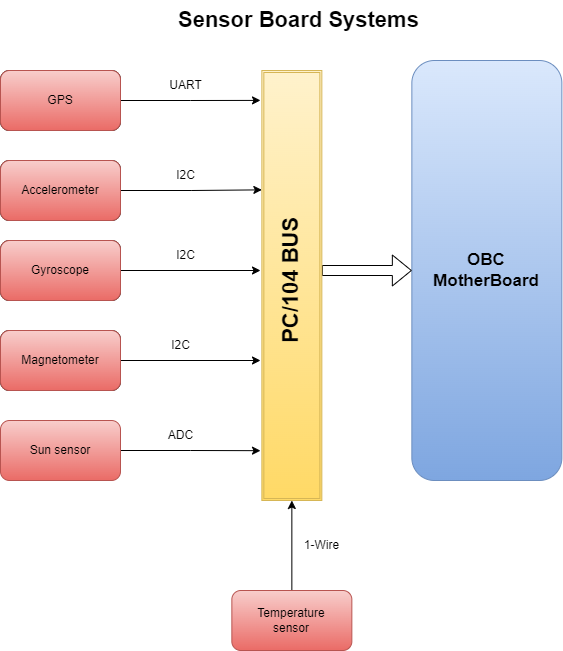 Sensor Board Systems
GPS
UART
Accelerometer
I2C
Gyroscope
I2C
Magnetometer
I2C
Sun sensor
ADC
PC/104 BUS
OBC
MotherBoard
1-Wire
Temperature
sensor